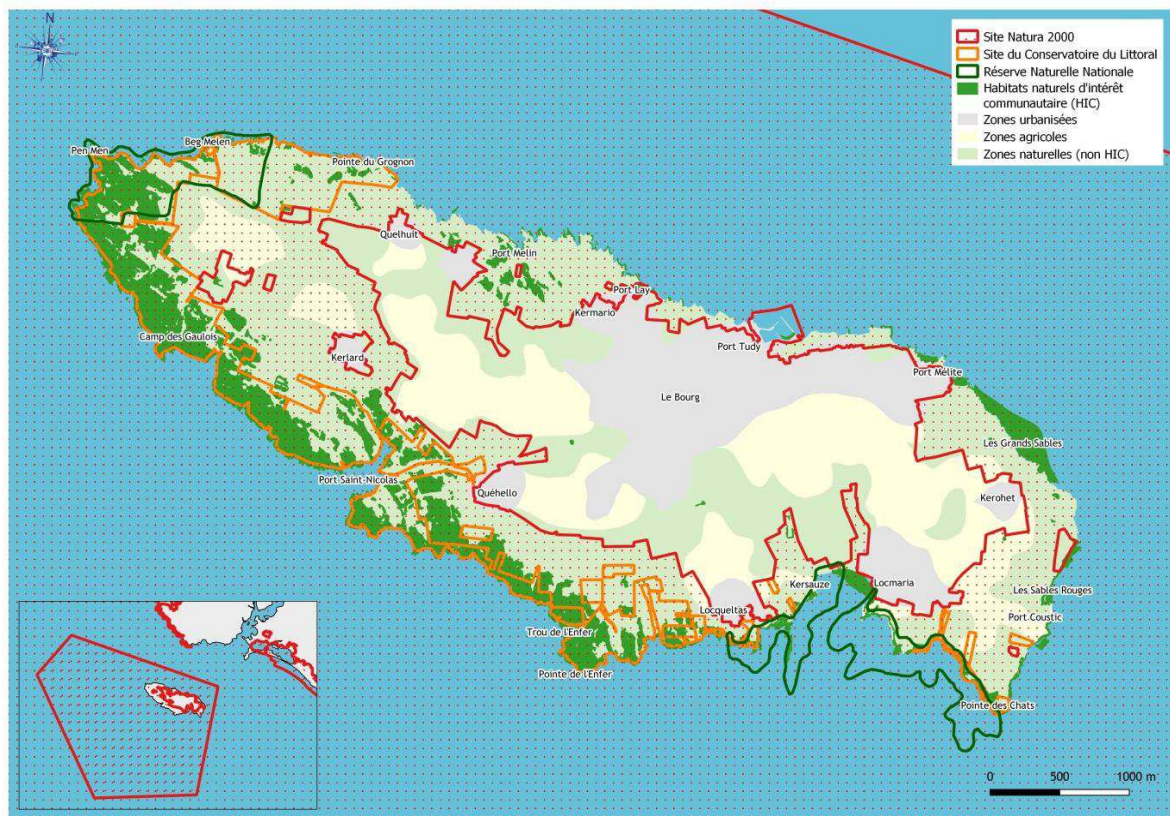 N
Site Natura 2000
Site du Conservatoire du Littoral
Réserve Naturelle Nationale
Habitats naturels d'intérêt
communautaire (HIC)
Zones urbanisées
Zones agricoles
Zones naturelles (non HIC)
Beg Melen
Pen Men
Pointe du Grognon
Quelhuit
Port Melin
Port Lay
Kermario
Camp des Gaulois
Kerlard
Port Tudy
Port Mélite
Le Bourg
Les Grands Sables
Port Saint-Nicolas
Quéhello
Kerohet
Kersauze
Locmaria
Les Sables Rouges
Locqueltas
Port Coustic
Trou de l'Enfer
Pointe de l'Enfer
Pointe des Chats
0 500 1000 m